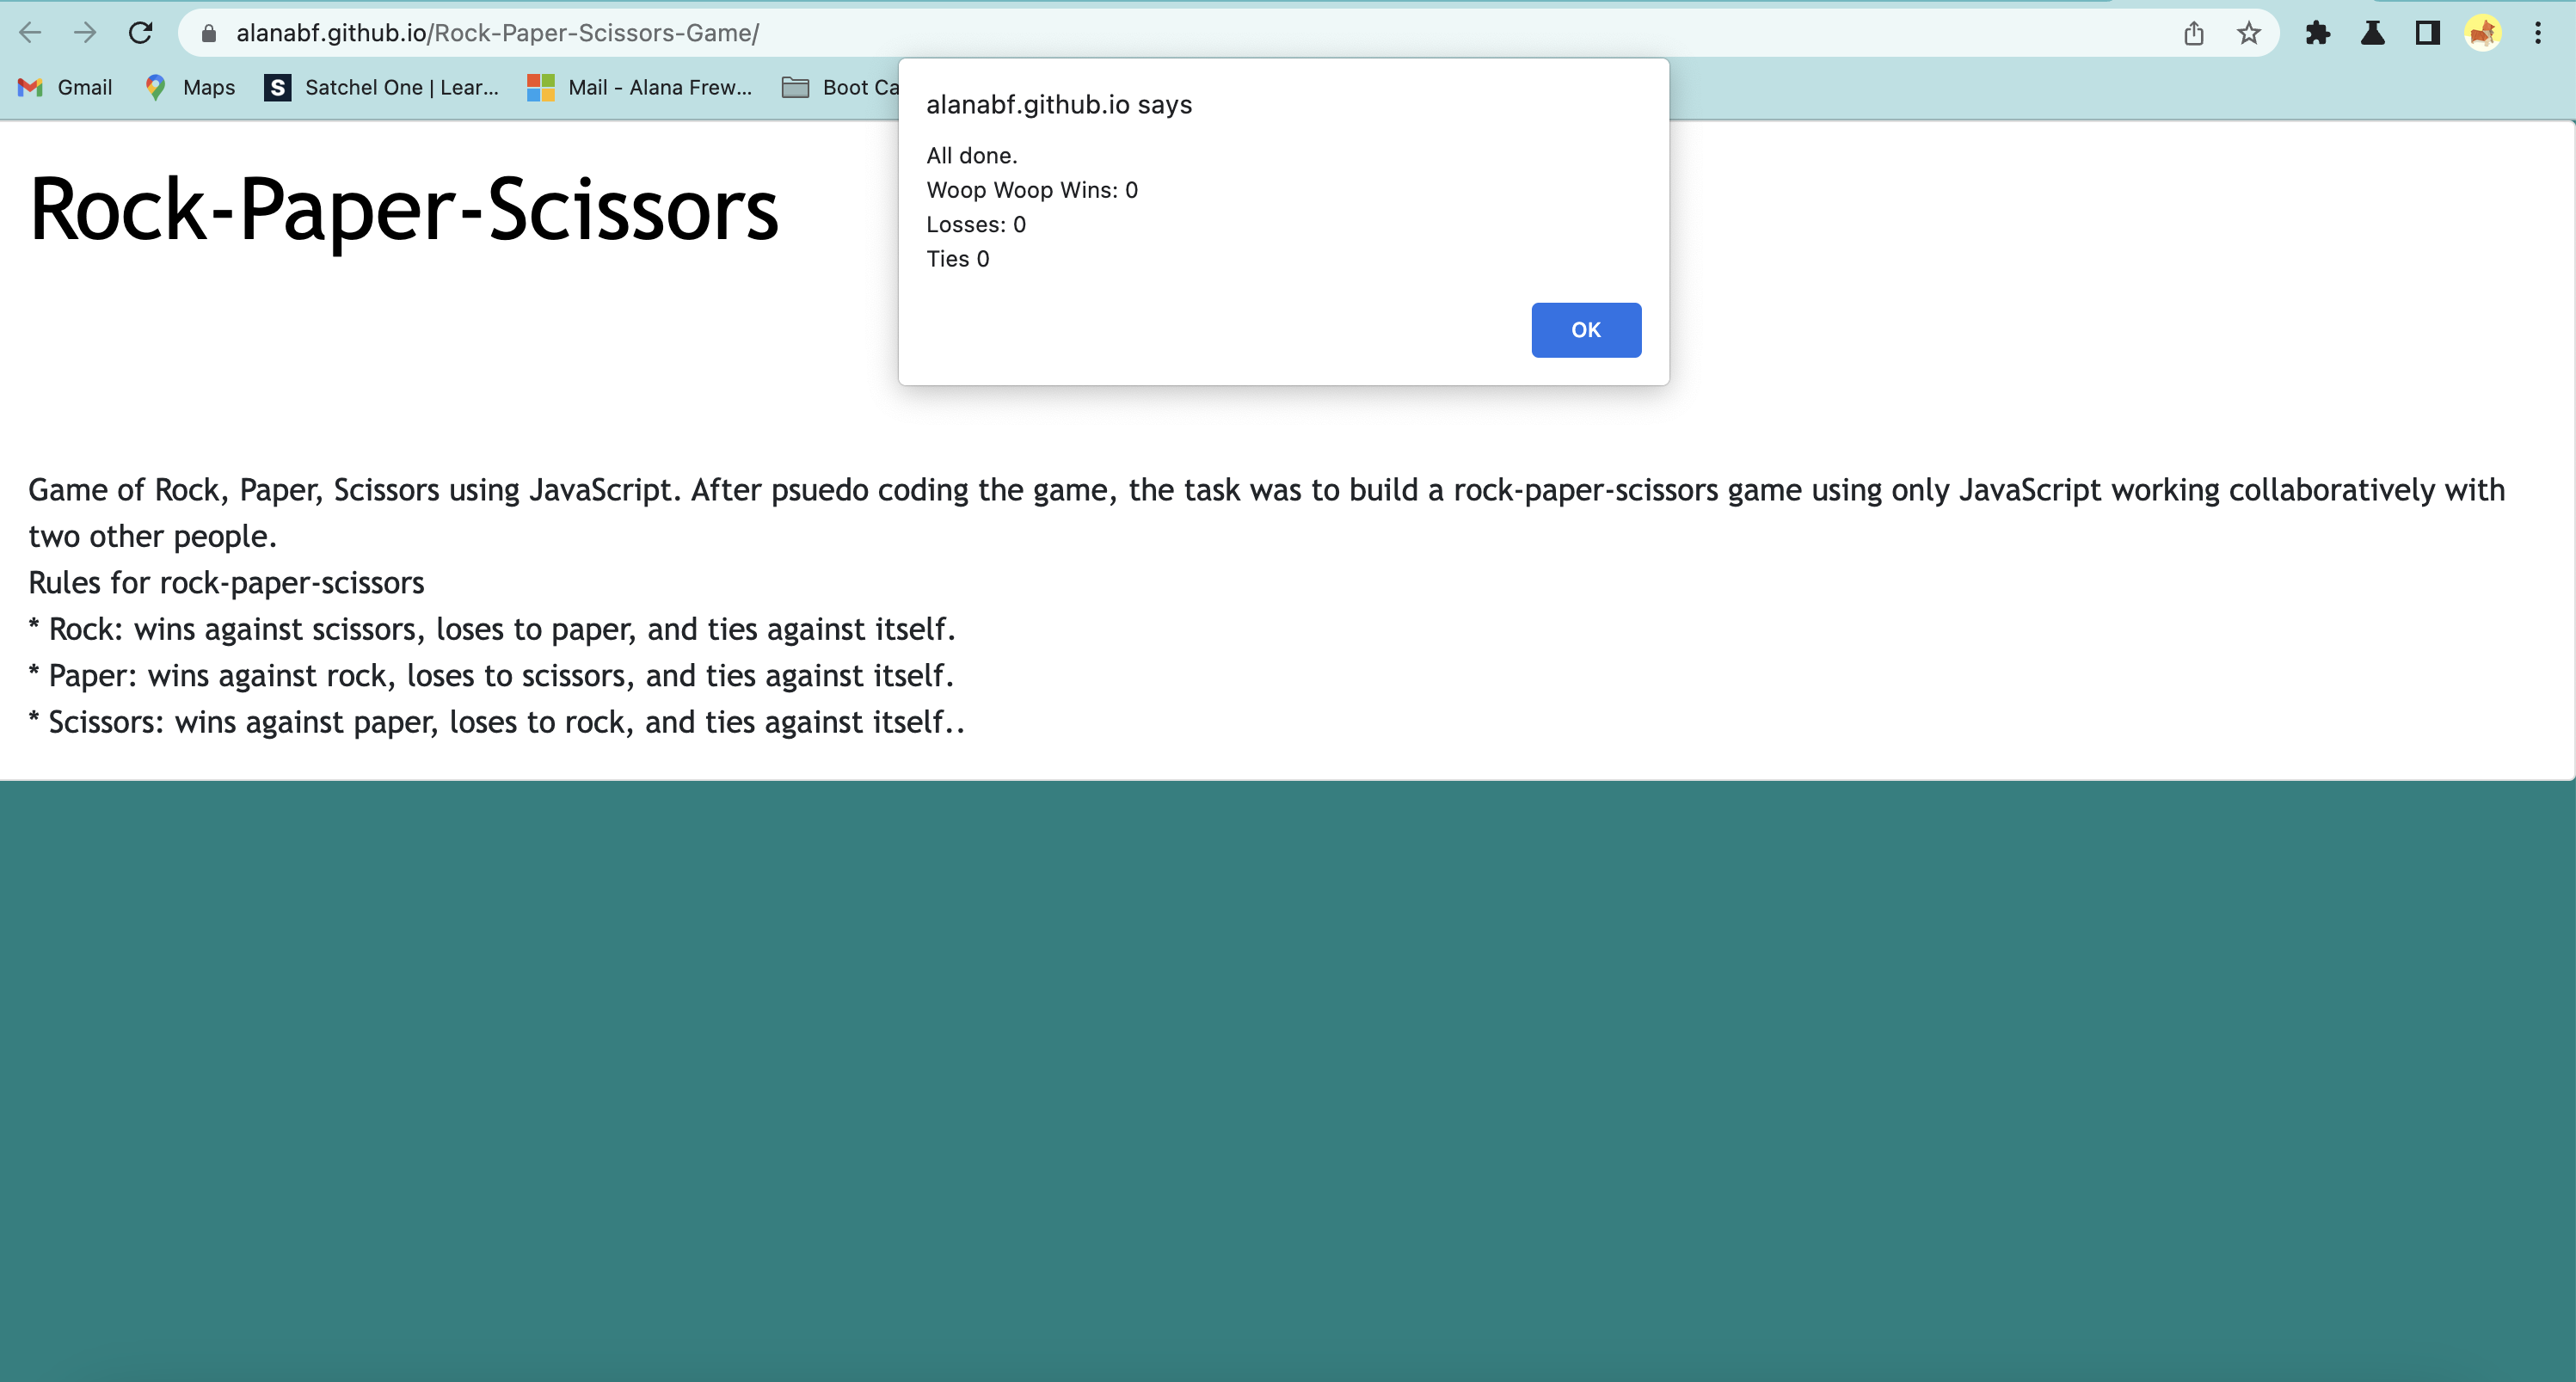 alanabf.github.io/Rock-Paper-Scissors-Game/
Gmail
Maps
S
Satchel One | Lear...
Mail - Alana Frew...
Boot Ca
alanabf.github.io says
All done.
Woop Woop Wins: 0
Losses: 0
Ties 0
OK
Rock-Paper-Scissors
Game of Rock, Paper, Scissors using JavaScript. After psuedo coding the game, the task was to build a rock-paper-scissors game using only JavaScript working collaboratively with
two other people.
Rules for rock-paper-scissors
* Rock: wins against scissors, loses to paper, and ties against itself.
* Paper: wins against rock, loses to scissors, and ties against itself.
* Scissors: wins against paper, loses to rock, and ties against itself..